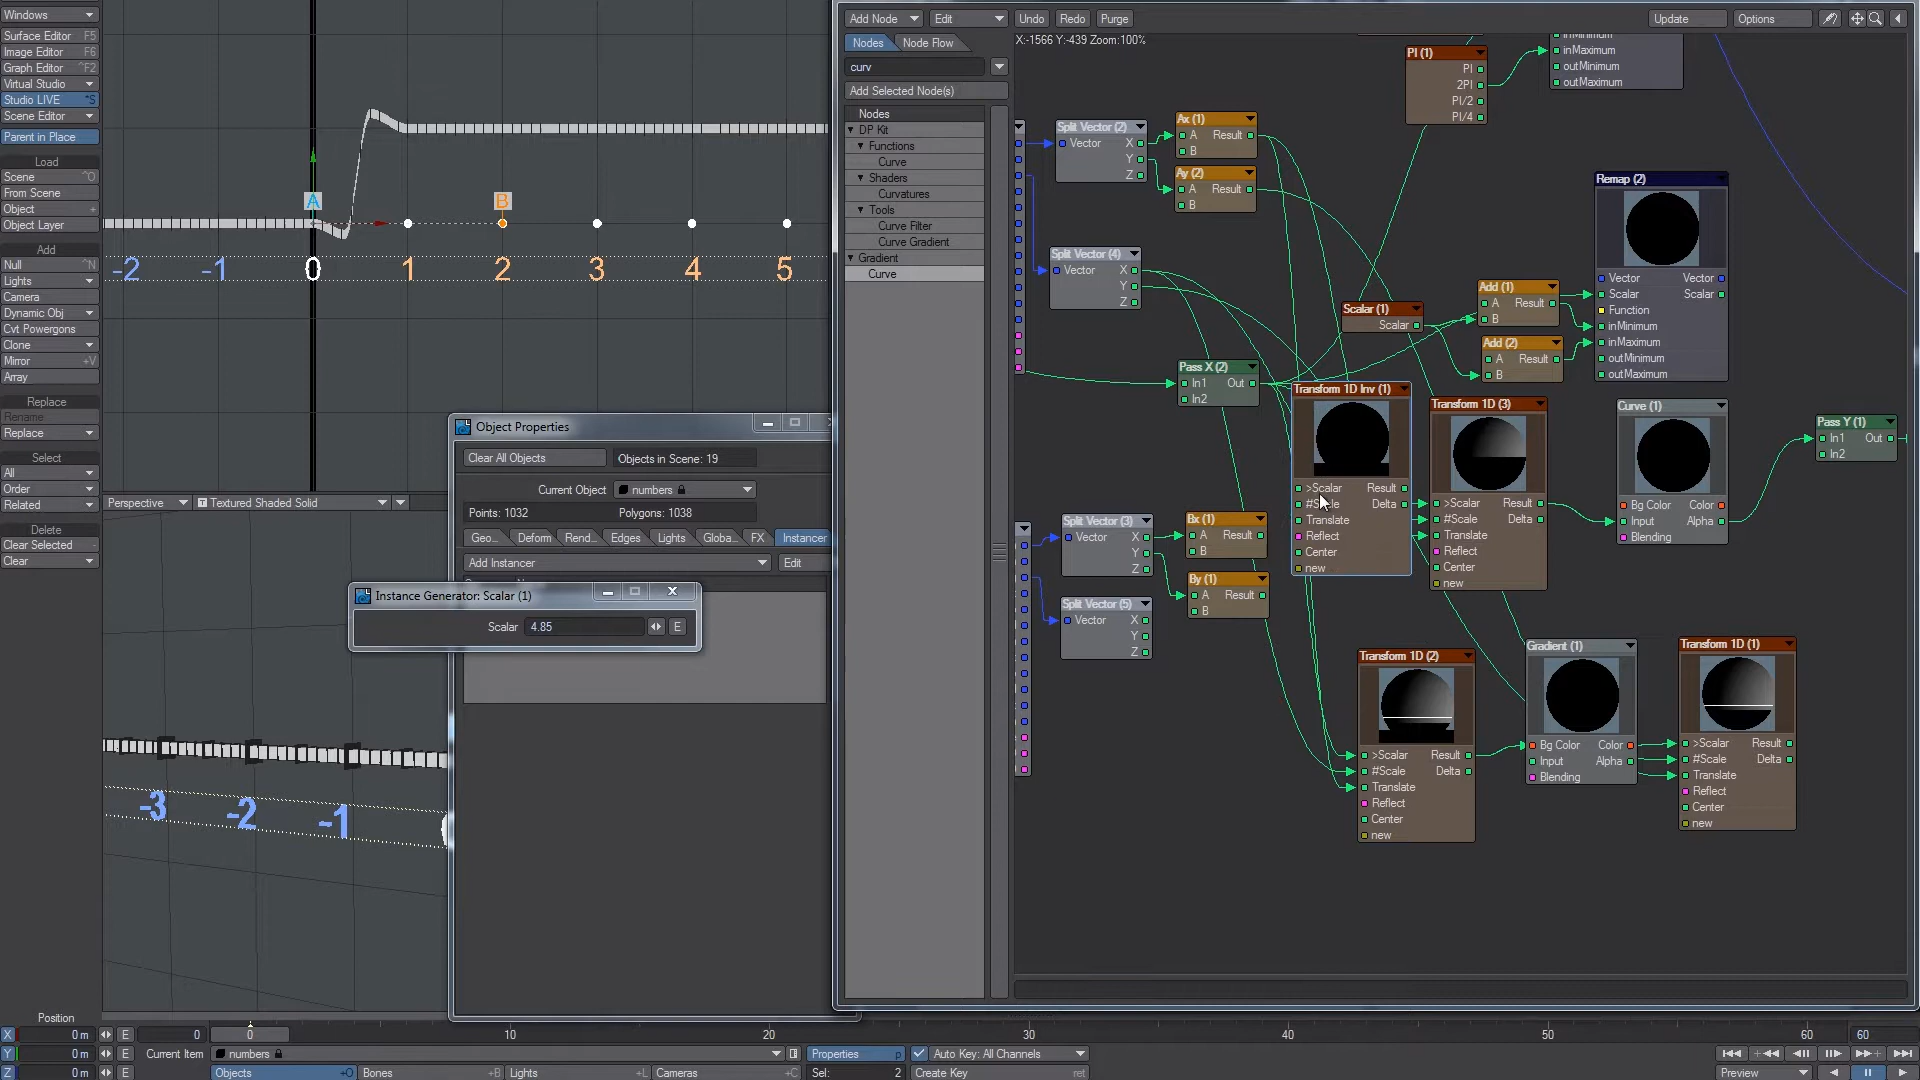 Windows
Surface Editor F5
Image Editor F6
Graph Editor ^F2
Virtual Studio
Studio LIVE ^S
Scene Editor
Parent in Place
Load
Scene ^O
From Scene
Object +
Object Layer
Add
Null ^N
Lights
Camera
Dynamic Obj
Cvt Powergons
Clone
Mirror +V
Array
Replace
Rename
Replace
Select
All
Order
Related
Delete
Clear Selected -
Clear
A
B
-2 -1 0 1 2 3 4 5
Perspective
Textured Shaded Solid
-3 -2 -1
Object Properties
Clear All Objects
Objects in Scene: 19
Current Object numbers
Points: 1032
Polygons: 1038
Geo...
Deform
Rend...
Edges
Lights
Globa...
FX
Instancer
Add Instancer
Edit
Instance Generator: Scalar (1)
X
Scalar 4.85
E
Add Node
Edit
Undo
Redo
Purge
Update
Options
Nodes
Node Flow
X:-1566 Y:-439 Zoom:100%
curv
Add Selected Node(s)
Nodes
DP Kit
Functions
Curve
Shaders
Curvatures
Tools
Curve Filter
Curve Gradient
Gradient
Curve
PI (1)
PI
2PI
PI/2
PI/4
inMaximum
outMinimum
outMaximum
Split Vector (2)
Vector X
Y
Z
Ax (1)
A Result
B
Ay (2)
A Result
B
Split Vector (4)
Vector X
Y
Z
Remap (2)
Vector Vector
Scalar Scalar
Function
inMinimum
inMaximum
outMinimum
outMaximum
Scalar (1)
Scalar
Add (1)
A Result
B
Add (2)
A Result
B
Pass X (2)
In1 Out
In2
Transform 1D Inv (1)
>Scalar Result
#Scale Delta
Translate
Reflect
Center
new
Transform 1D (3)
>Scalar Result
#Scale Delta
Translate
Reflect
Center
new
Curve (1)
Bg Color Color
Input Alpha
Blending
Pass Y (1)
In1 Out
In2
Split Vector (3)
Vector X
Y
Z
Bx (1)
A Result
B
By (1)
A Result
B
Split Vector (5)
Vector X
Y
Z
Transform 1D (2)
>Scalar Result
#Scale Delta
Translate
Reflect
Center
new
Gradient (1)
Bg Color Color
Input Alpha
Blending
Transform 1D (1)
>Scalar Result
#Scale Delta
Translate
Reflect
Center
new
Position
X 0 m E 0 0 10 20 30 40 50 60 60
Y 0 m E Current Item numbers Properties p Auto Key: All Channels
Z 0 m E Objects +O Bones +B Lights +L Cameras +C Sel: 2 Create Key ret Preview